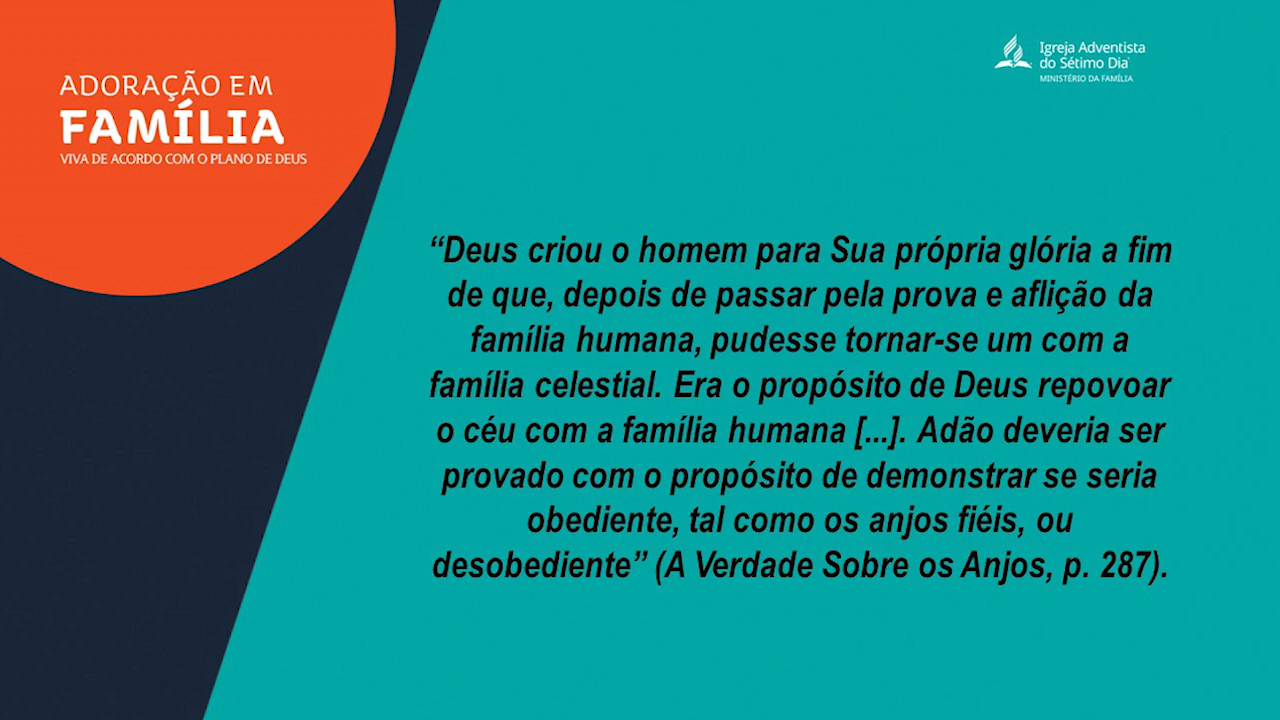 ADORAÇÃO EM
FAMÍLIA
VIVA DE ACORDO COM O PLANO DE DEUS
Igreja Adventista
do Sétimo Dia
MINISTÉRIO DA FAMÍLIA
“Deus criou o homem para Sua própria glória a fim
de que, depois de passar pela prova e aflição da
família humana, pudesse tornar-se um com a
família celestial. Era o propósito de Deus repovoar
o céu com a família humana [...]. Adão deveria ser
provado com o propósito de demonstrar se seria
obediente, tal como os anjos fiéis, ou
desobediente” (A Verdade Sobre os Anjos, p. 287).